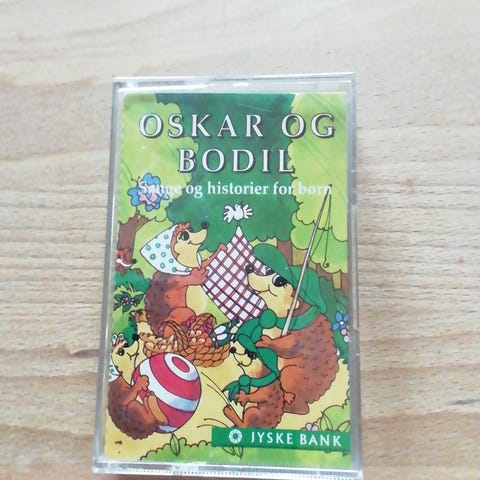 OSKAR OG
BODIL
Sange og historier for børn
JYSKE BANK